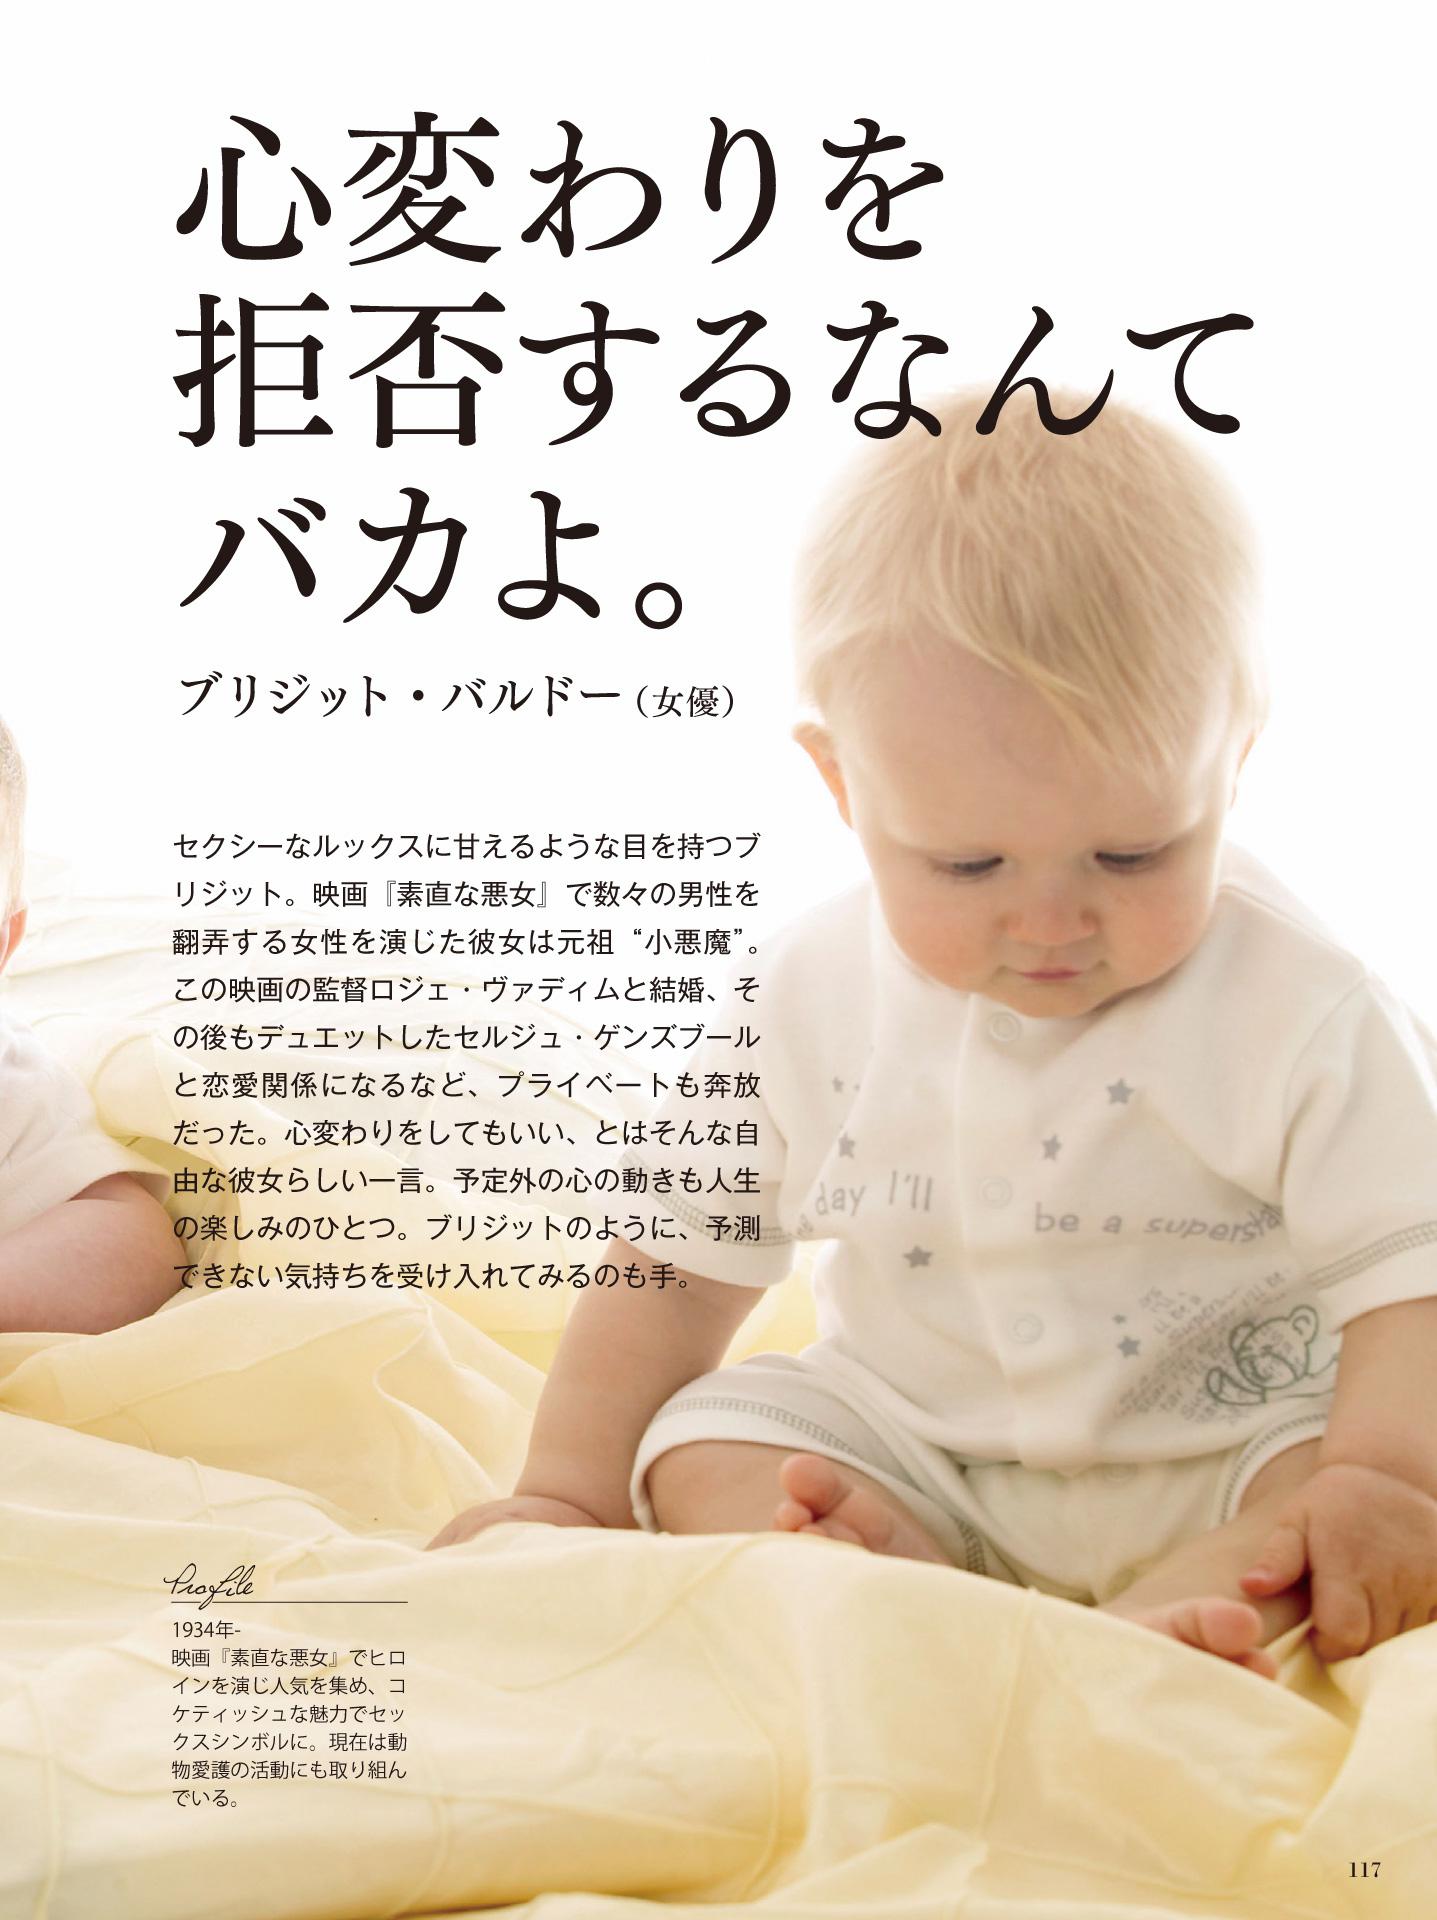 心変わりを
拒否するなんて
バカよ。
ブリジット・バルドー（女優）
セクシーなルックスに甘えるような目を持つブ
リジット。映画『素直な悪女』で数々の男性を
翻弄する女性を演じた彼女は元祖“小悪魔”。
この映画の監督ロジェ・ヴァディムと結婚、そ
の後もデュエットしたセルジュ・ゲンズブール
と恋愛関係になるなど、プライベートも奔放
だった。心変わりをしてもいい、とはそんな自
由な彼女らしい一言。予定外の心の動きも人生
の楽しみのひとつ。ブリジットのように、予測
できない気持ちを受け入れてみるのも手。
day I'll
be a superstar
Profile
1934年-
映画『素直な悪女』でヒロ
インを演じ人気を集め、コ
ケティッシュな魅力でセッ
クスシンボルに。現在は動
物愛護の活動にも取り組ん
でいる。
117